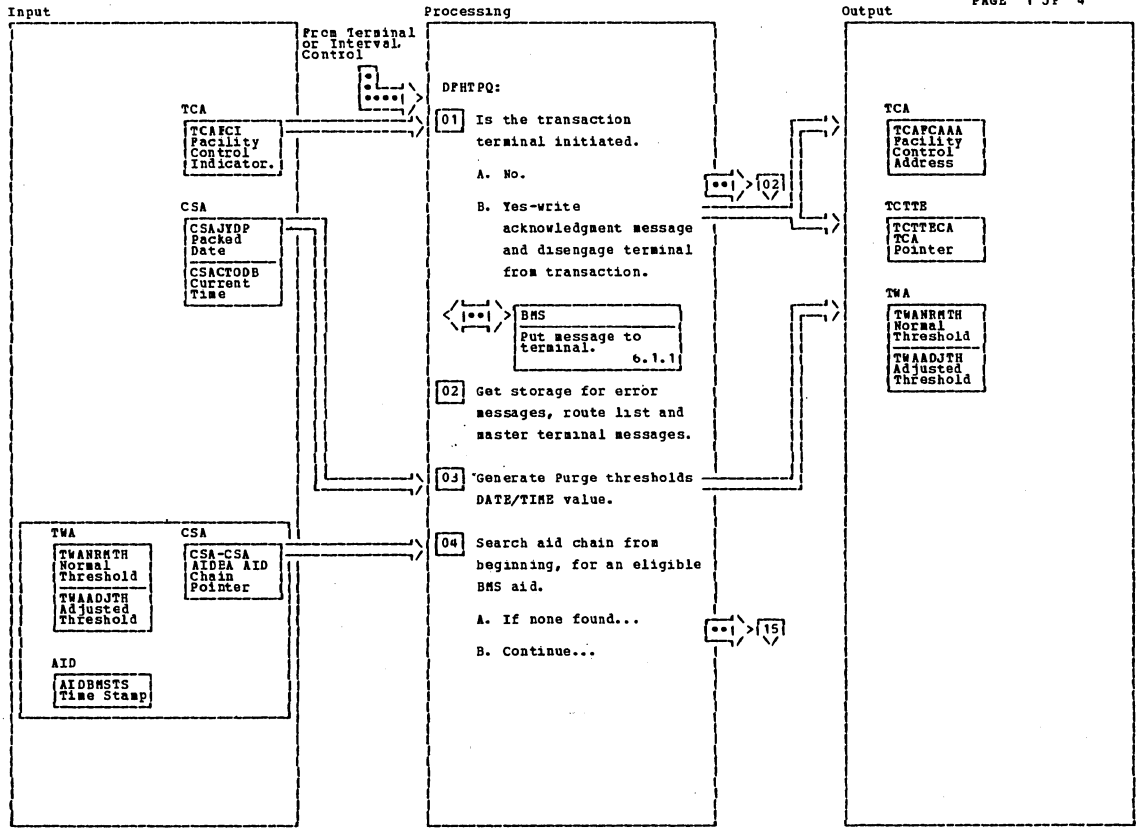 PAGE 1 OF 4
Input
Processing
Output
From Terminal
or Interval
Control
DFHTPQ:
TCA
TCAFCI
Facility
Control
Indicator.
01 Is the transaction
terminal initiated.
A. No.
02
B. Yes-write
acknowledgment message
and disengage terminal
from transaction.
TCA
TCAFCAAA
Facility
Control
Address
CSA
CSAJYDP
Packed
Date
CSACTODB
Current
Time
TCTTE
TCTTECA
TCA
Pointer
BMS
Put message to
terminal.
6.1.1
TWA
TWANRMTH
Normal
Threshold
TWAADJTH
Adjusted
Threshold
02 Get storage for error
messages, route list and
master terminal messages.
03 Generate Purge thresholds
DATE/TIME value.
TWA
TWANRMTH
Normal
Threshold
TWAADJTH
Adjusted
Threshold
CSA
CSA-CSA
AIDBA AID
Chain
Pointer
AID
AIDBMSTS
Time Stamp
04 Search aid chain from
beginning, for an eligible
BMS aid.
A. If none found...
15
B. Continue...